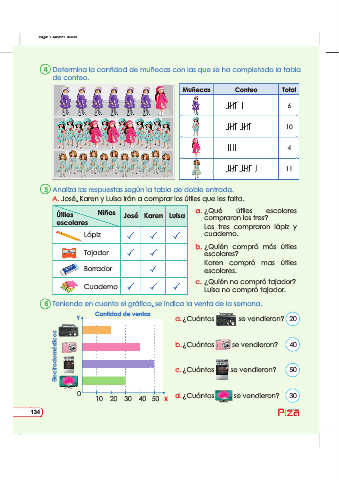 4 Determina la cantidad de muñecas con las que se ha completado la tabla
de conteo.
Muñecas Conteo Total
6
10
4
11
5 Analiza las respuestas según la tabla de doble entrada.
A. José, Karen y Luisa irán a comprar los útiles que les falta.
Útiles escolares Niños José Karen Luisa
Lápiz ✓ ✓ ✓
Tajador ✓ ✓
Borrador ✓
Cuaderno ✓ ✓ ✓
a. ¿Qué útiles escolares
compraron los tres?
Los tres compraron lápiz y
cuaderno.
b. ¿Quién compró más útiles
escolares?
Karen compró mas útiles
escolares.
c. ¿Quién no compró tajador?
Luisa no compró tajador.
6 Teniendo en cuenta el gráfico, se indica la venta de la semana.
Cantidad de ventas
Y
Electrodomésticos
0 10 20 30 40 50 X
a. ¿Cuántos se vendieron? 20
b. ¿Cuántos se vendieron? 40
c. ¿Cuántos se vendieron? 50
d. ¿Cuántos se vendieron? 30
134